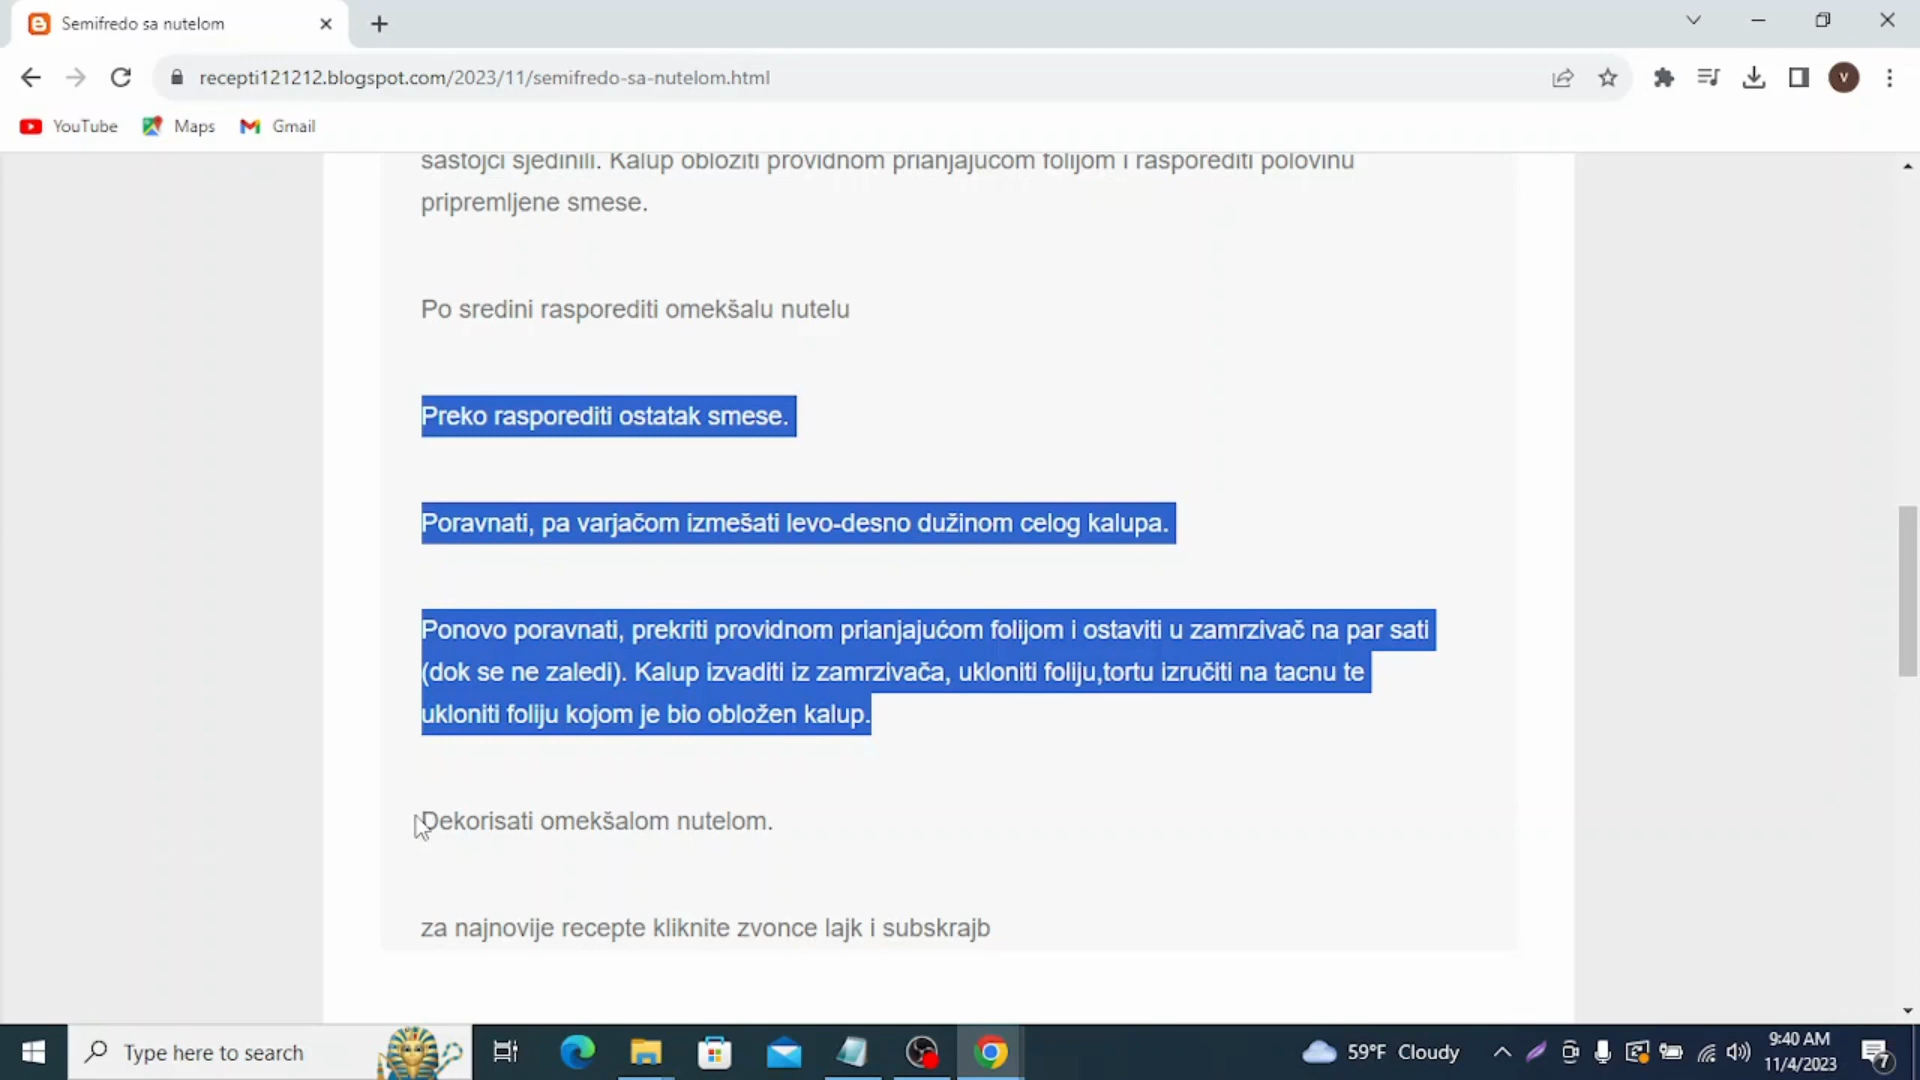 Semifredo sa nutelom
recepti121212.blogspot.com/2023/11/semifredo-sa-nutelom.html
V
YouTube
Maps
Gmail
sastojci sjedinili. Kalup obložiti providnom prianjajućom folijom i rasporediti polovinu
pripremljene smese.
Po sredini rasporediti omekšalu nutelu
Preko rasporediti ostatak smese.
Poravnati, pa varjačom izmešati levo-desno dužinom celog kalupa.
Ponovo poravnati, prekriti providnom prianjajućom folijom i ostaviti u zamrzivač na par sati
(dok se ne zaledi). Kalup izvaditi iz zamrzivača, ukloniti foliju,tortu izručiti na tacnu te
ukloniti foliju kojom je bio obložen kalup.
Dekorisati omekšalom nutelom.
za najnovije recepte kliknite zvonce lajk i subskrajb
Type here to search
59°F Cloudy
9:40 AM
11/4/2023
7